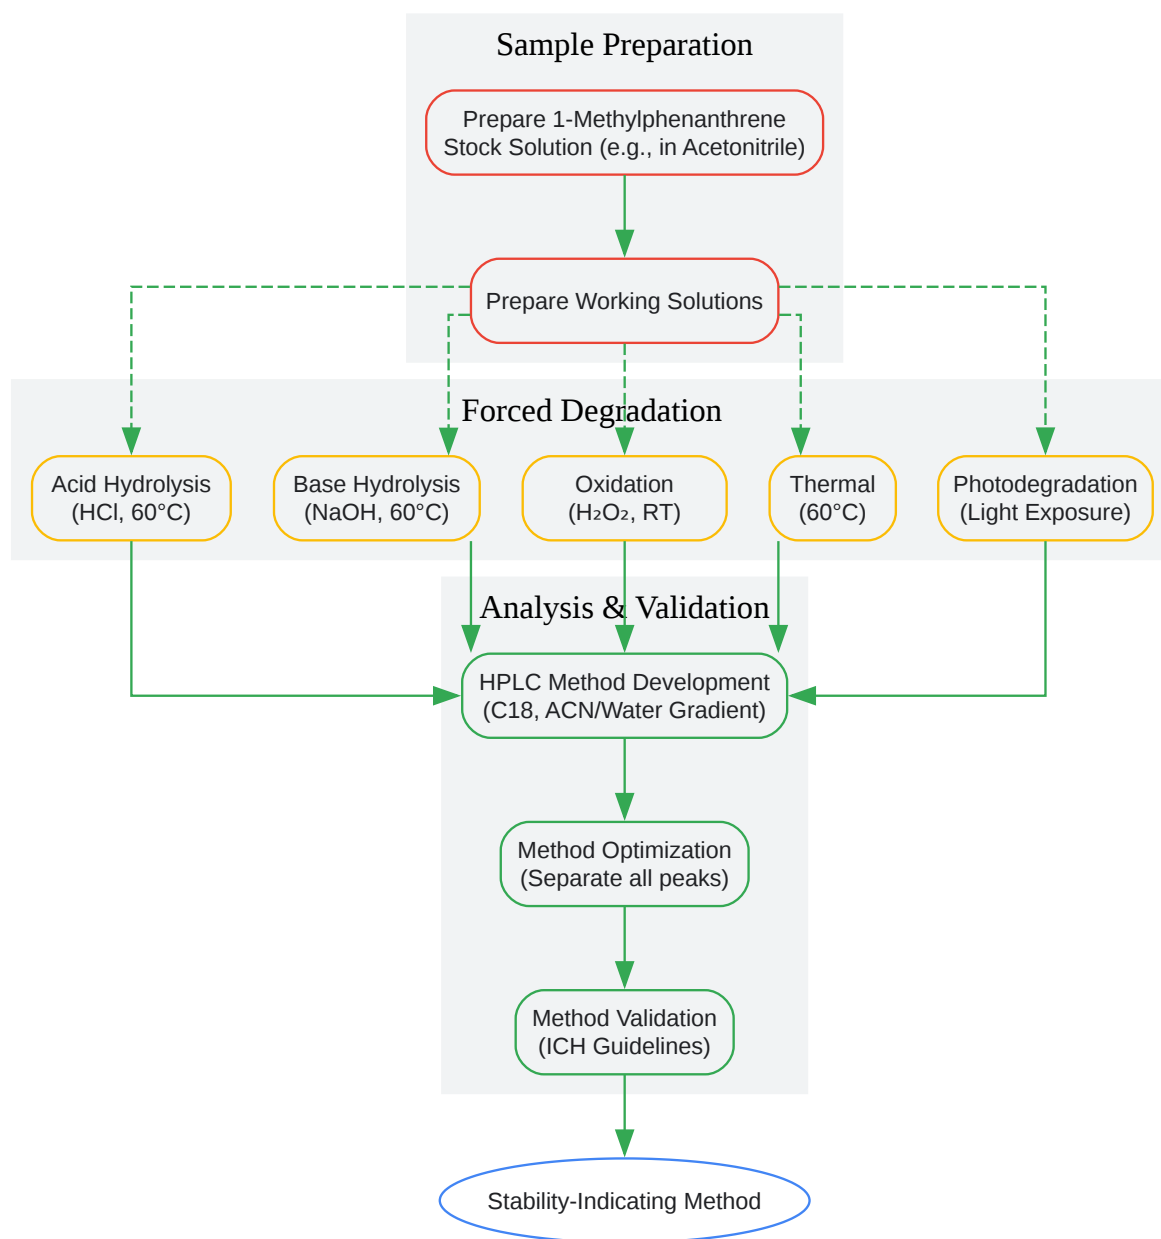 Sample Preparation
Prepare 1-Methylphenanthrene
Stock Solution (e.g., in Acetonitrile)
Prepare Working Solutions
Forced Degradation
Acid Hydrolysis
(HCl, 60°C)
Base Hydrolysis
(NaOH, 60°C)
Oxidation
(H₂O₂, RT)
Thermal
(60°C)
Photodegradation
(Light Exposure)
Analysis & Validation
HPLC Method Development
(C18, ACN/Water Gradient)
Method Optimization
(Separate all peaks)
Method Validation
(ICH Guidelines)
Stability-Indicating Method